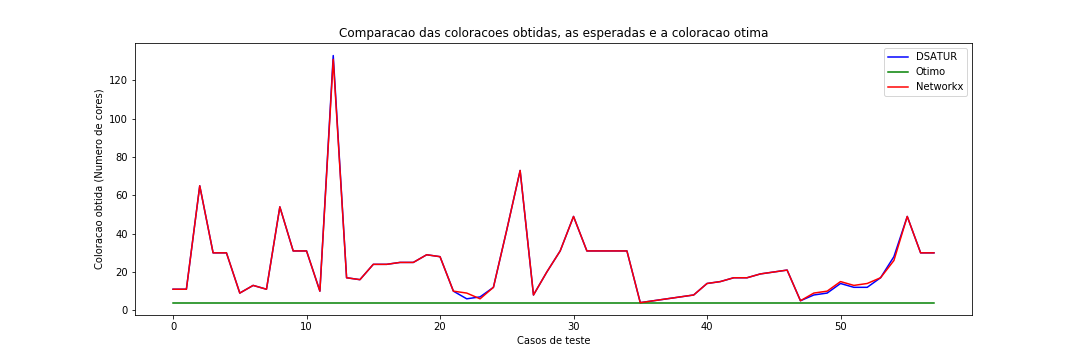 Comparacao das coloracoes obtidas, as esperadas e a coloracao otima
DSATUR
Otimo
Networkx
Coloracao obtida (Numero de cores)
120
100
80
60
40
20
0
0 10 20 30 40 50
Casos de teste